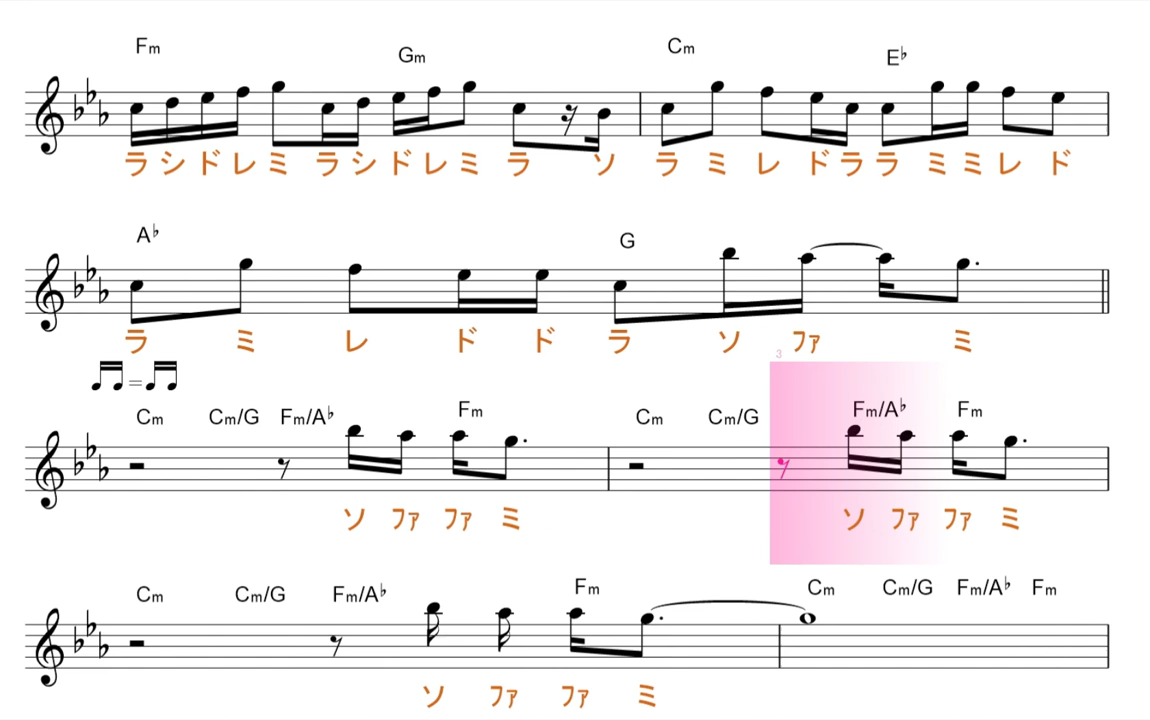 Fm Gm Cm E♭
ラ シ ド レ ミ ラ シ ド レ ミ ラ ソ ラ ミ レ ド ラ ラ ミ ミ レ ド
A♭ G
ラ ミ レ ド ド ラ ソ ファ ミ
3
=
Cm Cm/G Fm/A♭ Fm Cm Cm/G Fm/A♭ Fm
ソ ファ ファ ミ ソ ファ ファ ミ
Cm Cm/G Fm/A♭ Fm Cm Cm/G Fm/A♭ Fm
ソ ファ ファ ミ